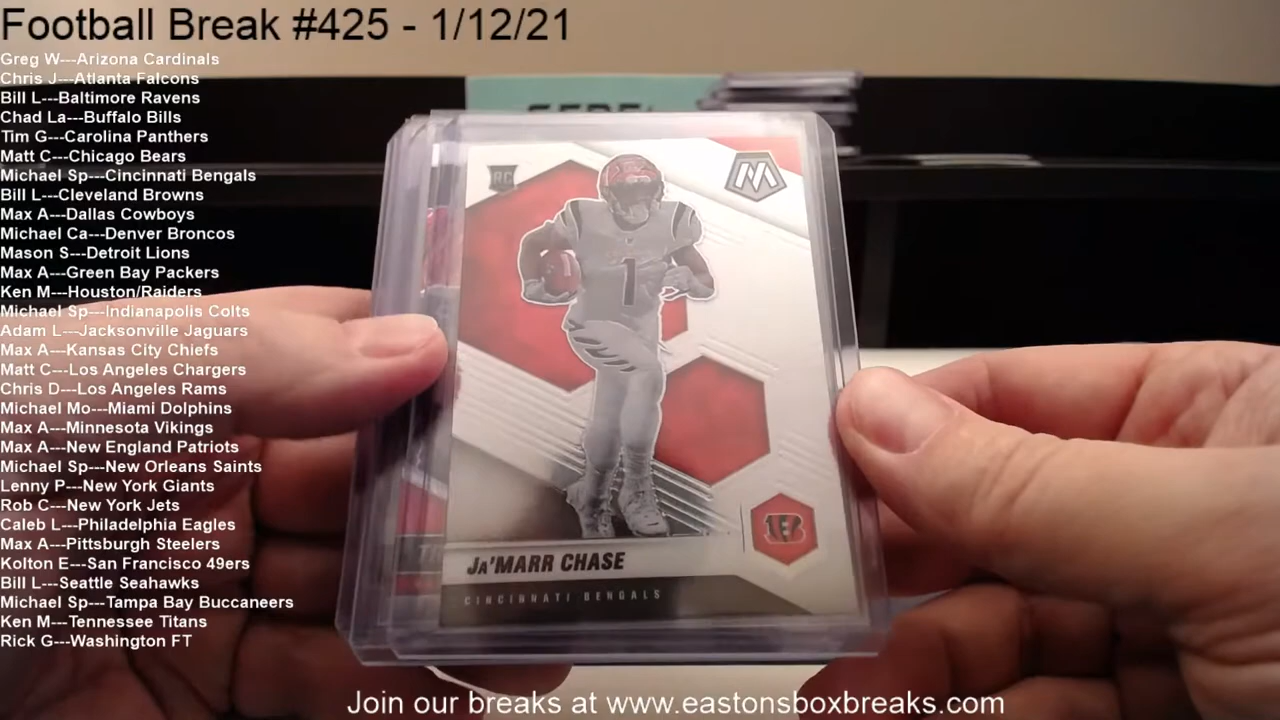 Football Break #425 - 1/12/21
Greg W---Arizona Cardinals
Chris J---Atlanta Falcons
Bill L---Baltimore Ravens
Chad La---Buffalo Bills
Tim G---Carolina Panthers
Matt C---Chicago Bears
Michael Sp---Cincinnati Bengals
Bill L---Cleveland Browns
Max A---Dallas Cowboys
Michael Ca---Denver Broncos
Mason S---Detroit Lions
Max A---Green Bay Packers
Ken M---Houston/Raiders
Michael Sp---Indianapolis Colts
Adam L---Jacksonville Jaguars
Max A---Kansas City Chiefs
Matt C---Los Angeles Chargers
Chris D---Los Angeles Rams
Michael Mo---Miami Dolphins
Max A---Minnesota Vikings
Max A---New England Patriots
Michael Sp---New Orleans Saints
Lenny P---New York Giants
Rob C---New York Jets
Caleb L---Philadelphia Eagles
Max A---Pittsburgh Steelers
Kolton E---San Francisco 49ers
Bill L---Seattle Seahawks
Michael Sp---Tampa Bay Buccaneers
Ken M---Tennessee Titans
Rick G---Washington FT
RC
M
1
JA'MARR CHASE
CINCINNATI BENGALS
Join our breaks at www.eastonsboxbreaks.com